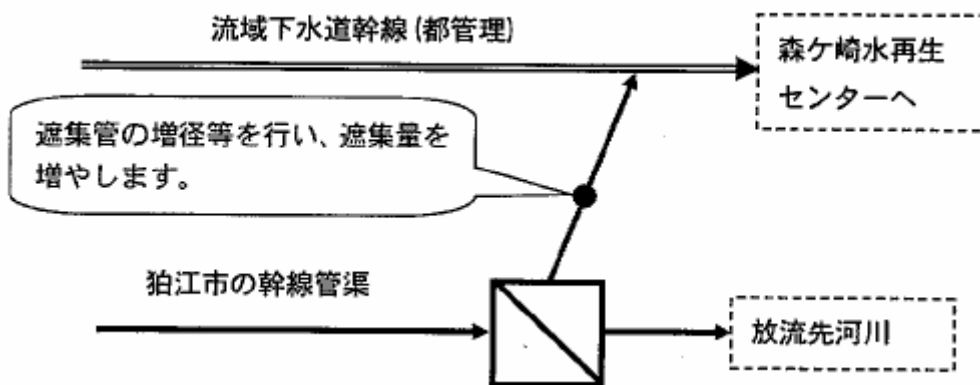 流域下水道幹線(都管理)
森ケ崎水再生
センターへ
遮集管の増径等を行い、遮集量を
増やします。
狛江市の幹線管渠
放流先河川